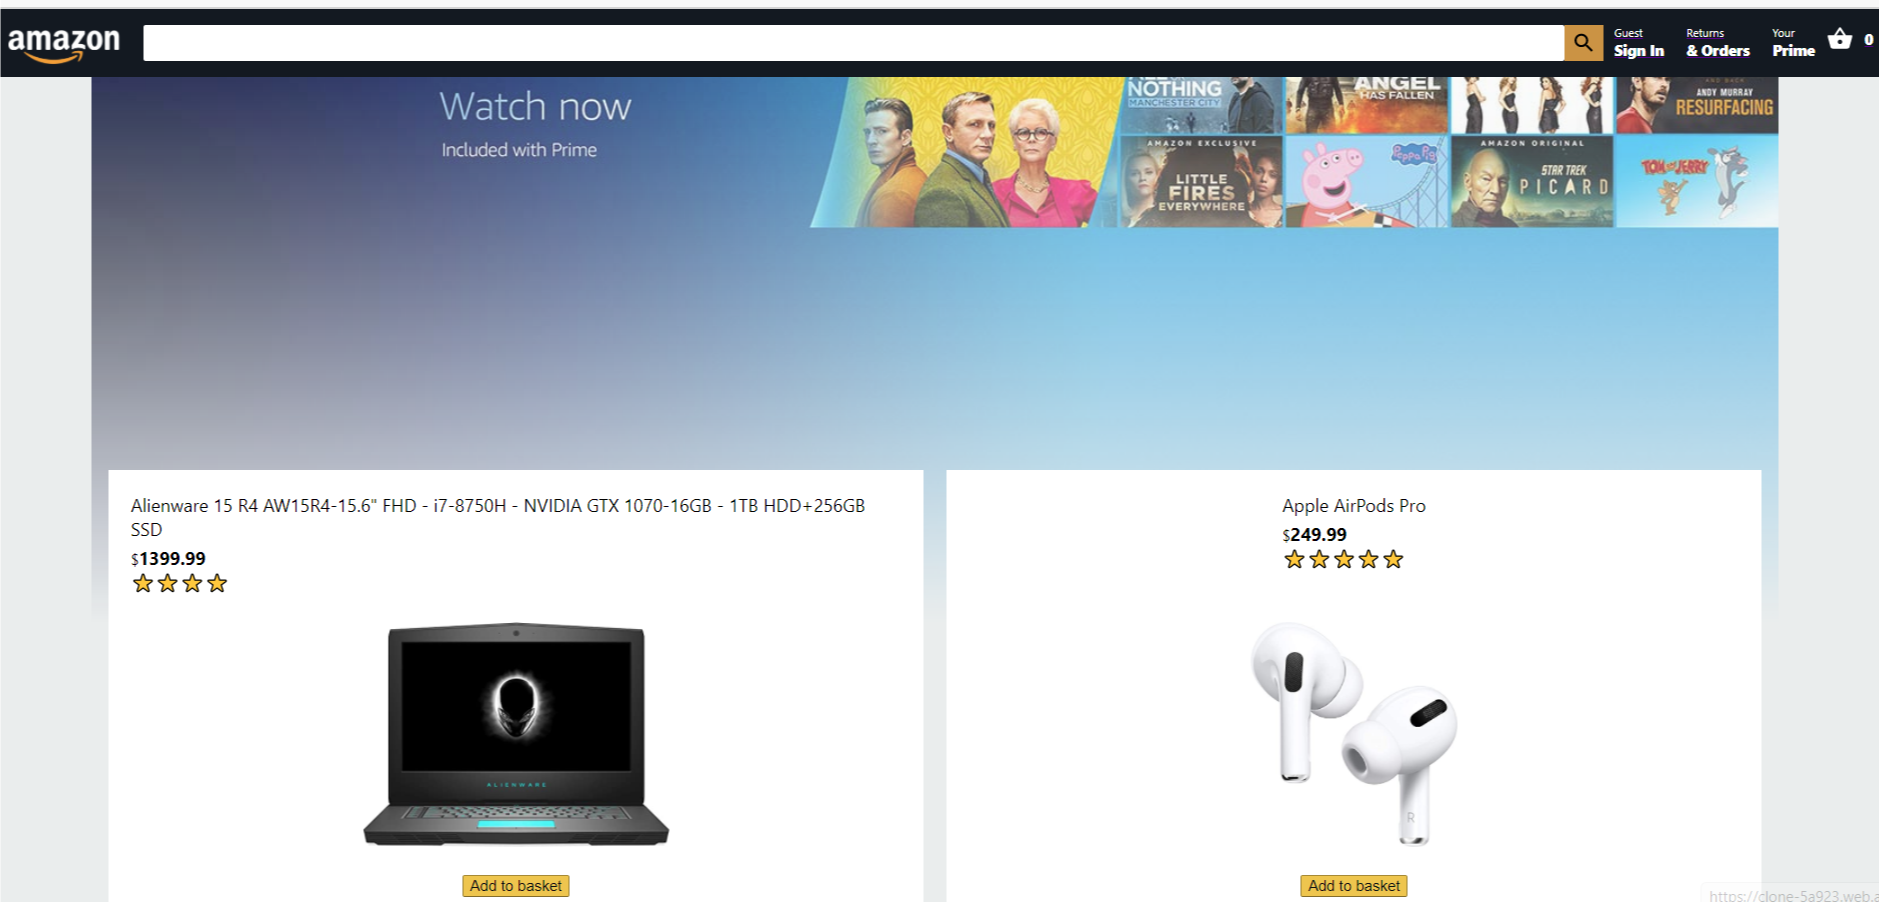 amazon
Guest
Sign In
Returns
& Orders
Your
Prime
0
Watch now
Included with Prime
NOTHING
MANCHESTER CITY
ANGEL
HAS FALLEN
AND BACK
ANDY MURRAY
RESURFACING
AMAZON EXCLUSIVE
LITTLE
FIRES
EVERYWHERE
Peppa Pig
AMAZON ORIGINAL
STAR TREK
PICARD
TOM AND JERRY
Alienware 15 R4 AW15R4-15.6" FHD - i7-8750H - NVIDIA GTX 1070-16GB - 1TB HDD+256GB
SSD
$1399.99
Apple AirPods Pro
$249.99
ALIENWARE
R
Add to basket
Add to basket
https://clone-5a923.web.a